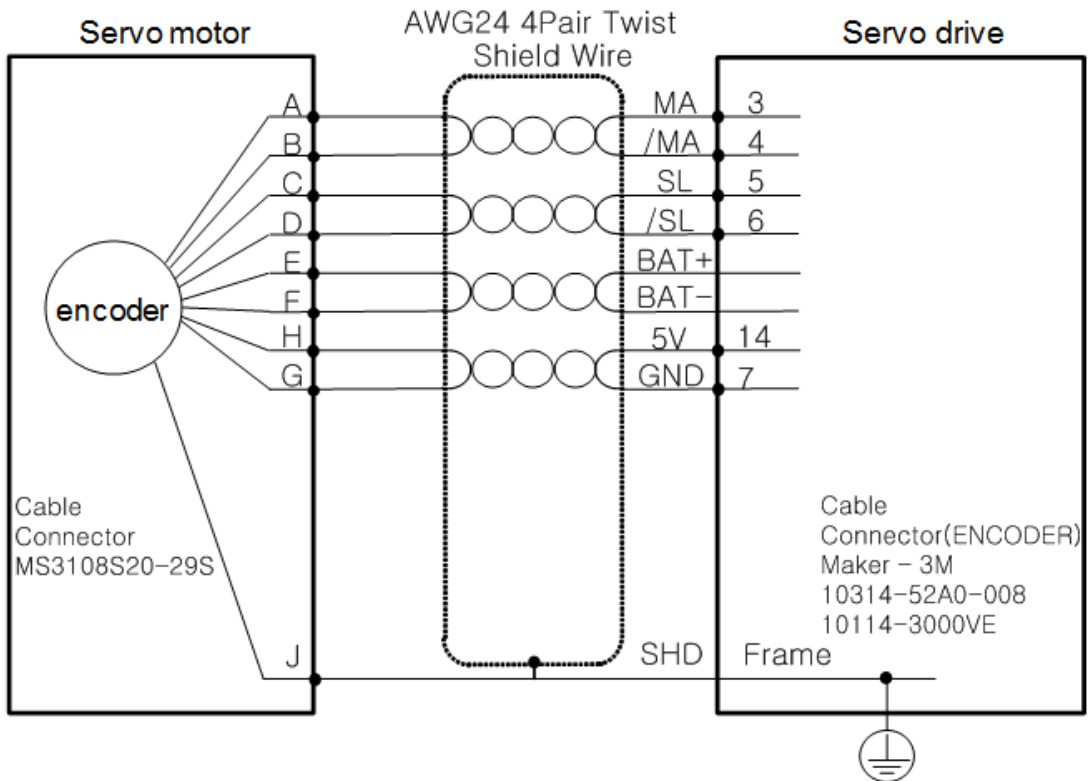 Servo motor
AWG24 4Pair Twist
Shield Wire
Servo drive
A
MA
3
B
/MA
4
C
SL
5
D
/SL
6
E
BAT+
F
BAT-
H
5V
14
G
GND
7
encoder
Cable
Connector
MS3108S20-29S
Cable
Connector(ENCODER)
Maker - 3M
10314-52A0-008
10114-3000VE
J
SHD
Frame